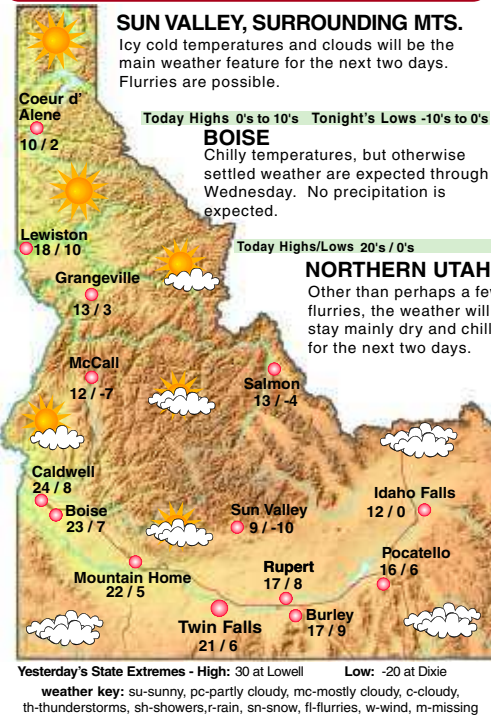 SUN VALLEY, SURROUNDING MTS.
Icy cold temperatures and clouds will be the
main weather feature for the next two days.
Flurries are possible.
Today Highs 0's to 10's Tonight's Lows -10's to 0's
BOISE
Chilly temperatures, but otherwise
settled weather are expected through
Wednesday. No precipitation is
expected.
Today Highs/Lows 20's / 0's
NORTHERN UTAH
Other than perhaps a few
flurries, the weather will
stay mainly dry and chill
for the next two days.
Coeur d'
Alene
10 / 2
Lewiston
18 / 10
Grangeville
13 / 3
McCall
12 / -7
Salmon
13 / -4
Caldwell
24 / 8
Boise
23 / 7
Sun Valley
9 / -10
Idaho Falls
12 / 0
Pocatello
16 / 6
Mountain Home
22 / 5
Rupert
17 / 8
Burley
17 / 9
Twin Falls
21 / 6
Yesterday's State Extremes - High: 30 at Lowell Low: -20 at Dixie
weather key: su-sunny, pc-partly cloudy, mc-mostly cloudy, c-cloudy,
th-thunderstorms, sh-showers,r-rain, sn-snow, fl-flurries, w-wind, m-missing